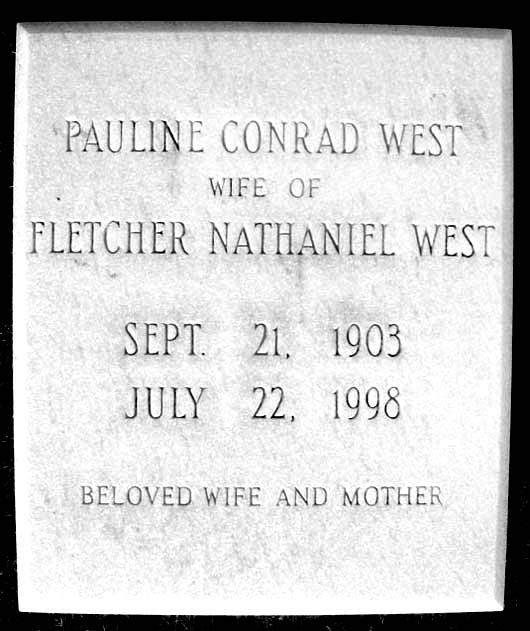 PAULINE CONRAD WEST
WIFE OF
FLETCHER NATHANIEL WEST
SEPT. 21, 1903
JULY 22, 1998
BELOVED WIFE AND MOTHER